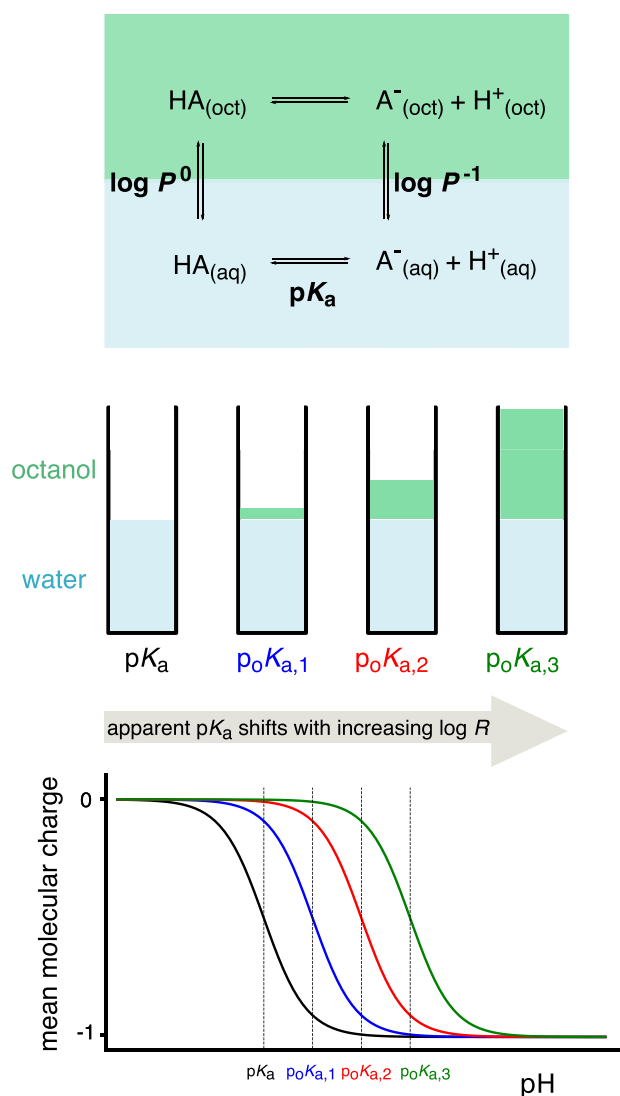 HA(oct) A⁻(oct) + H⁺(oct)
log P⁰ log P⁻¹
HA(aq) A⁻(aq) + H⁺(aq)
pKa
octanol
water
pKa poKa,1 poKa,2 poKa,3
apparent pKa shifts with increasing log R
0
mean molecular charge
-1
pKa poKa,1 poKa,2 poKa,3
pH